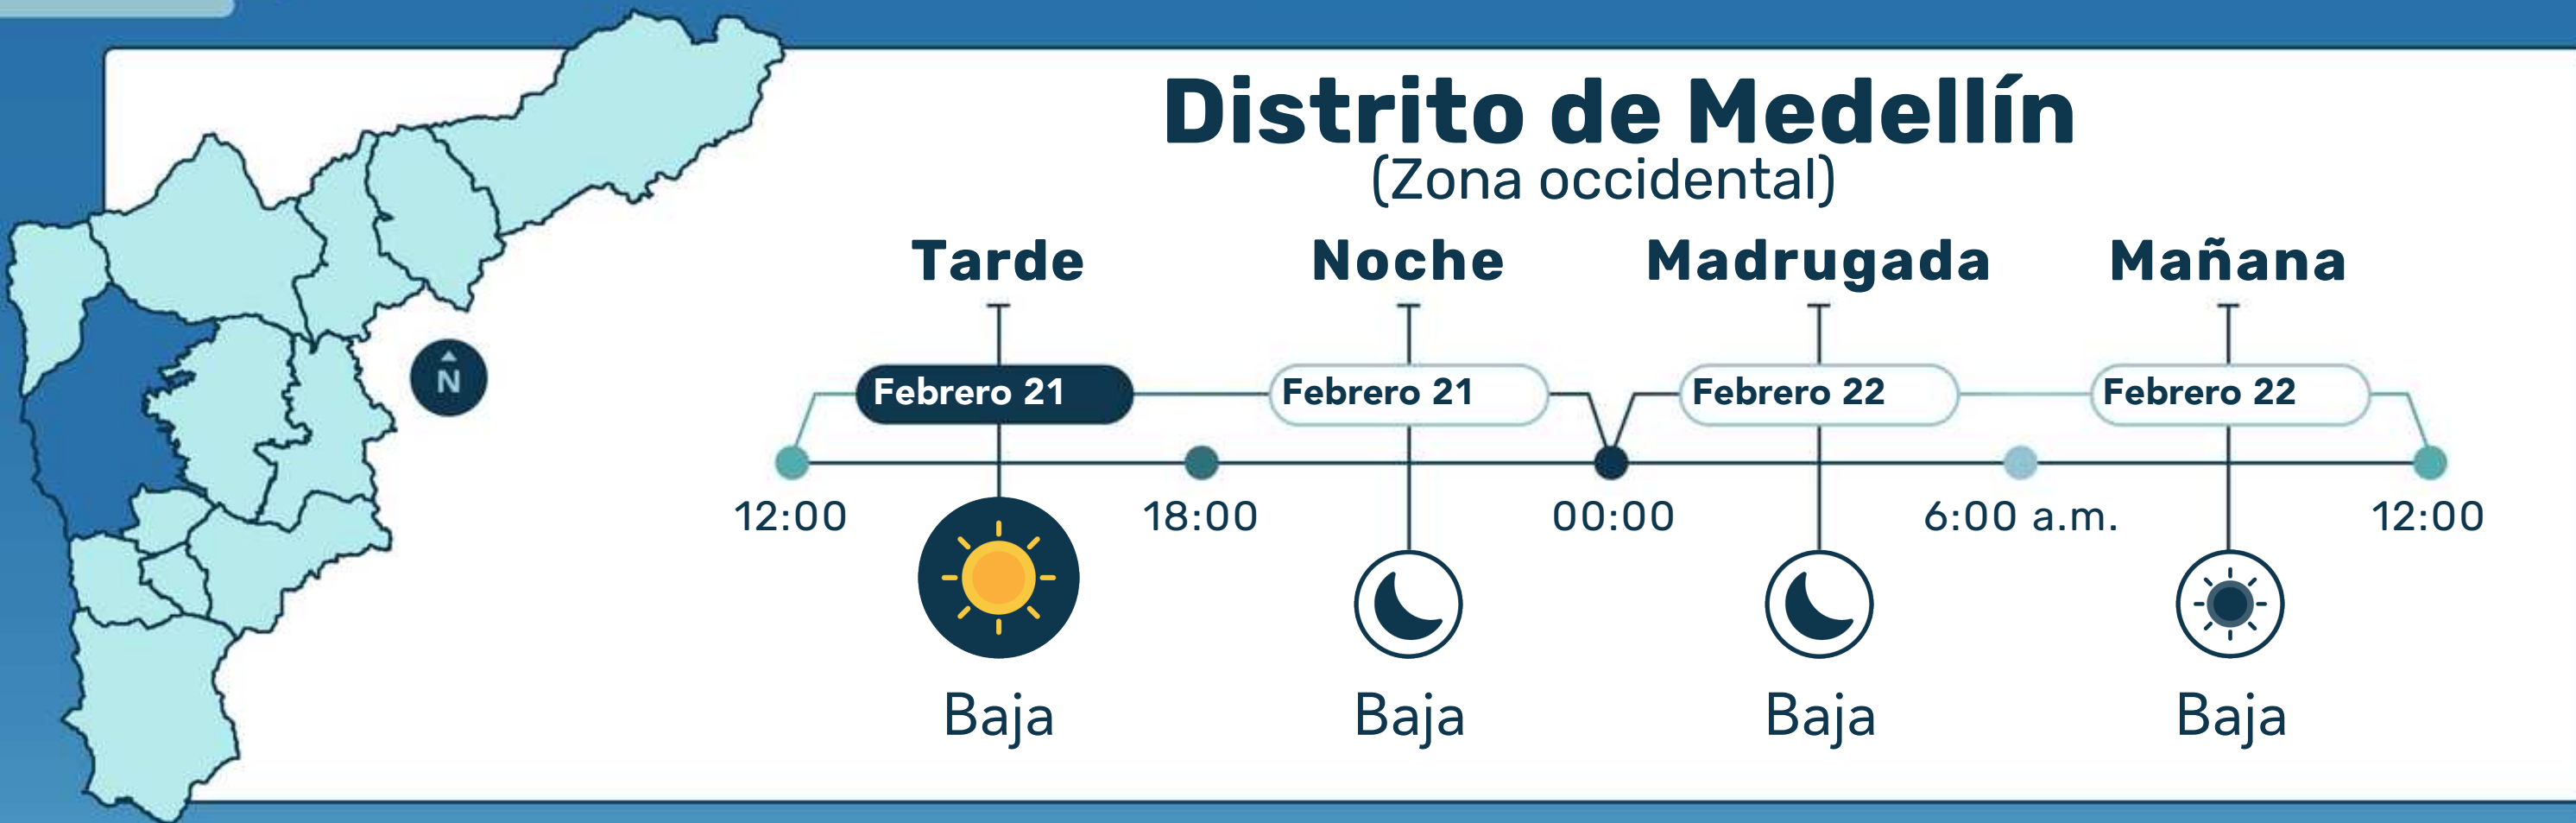 Distrito de Medellín
(Zona occidental)
Tarde Noche Madrugada Mañana
Febrero 21 Febrero 21 Febrero 22 Febrero 22
N
12:00 18:00 00:00 6:00 a.m. 12:00
Baja Baja Baja Baja